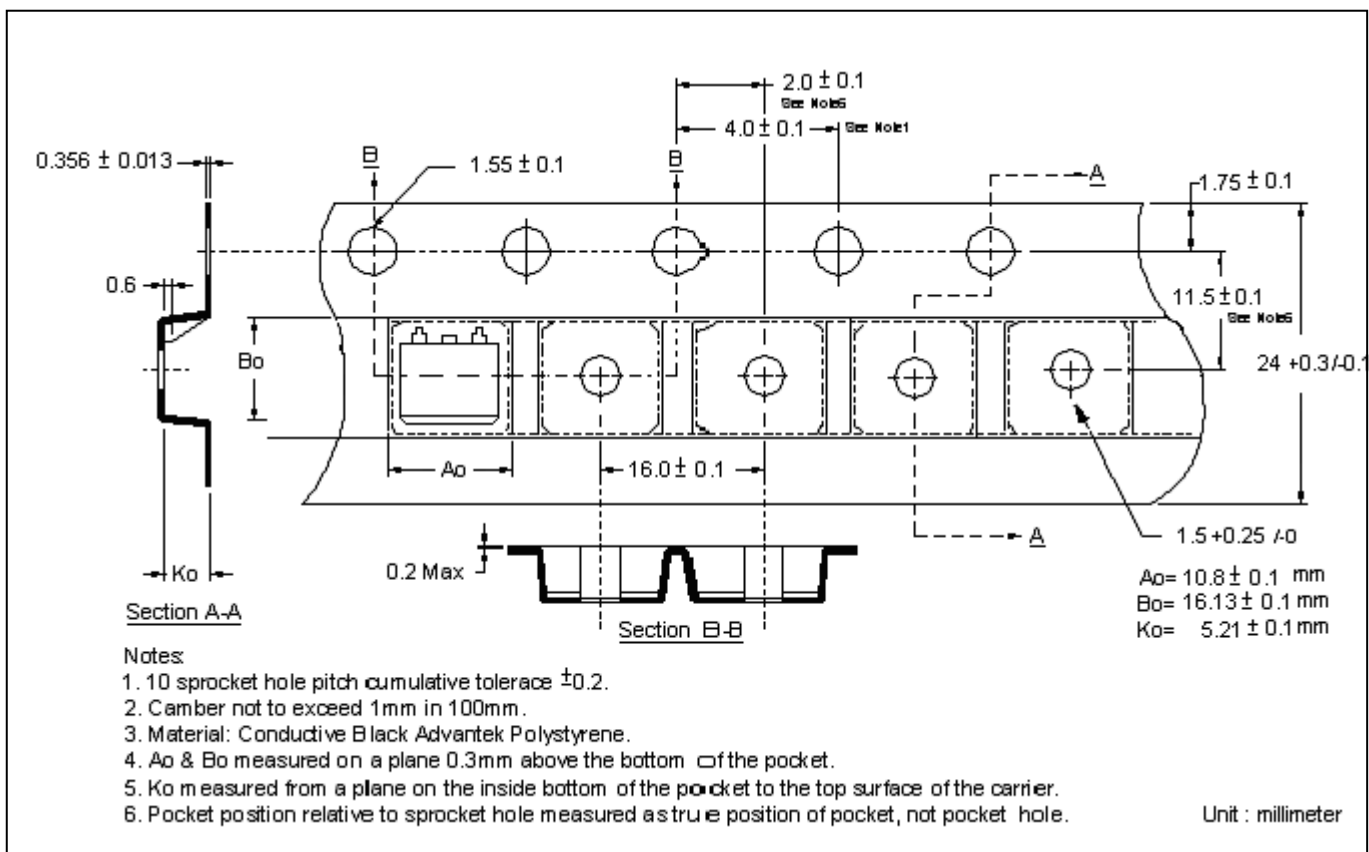 2.0 ± 0.1
See Note6
4.0 ± 0.1 See Note1
0.356 ± 0.013
B
1.55 ± 0.1
B
A
1.75 ± 0.1
0.6
11.5 ± 0.1
See Note6
Bo
24 +0.3/-0.1
Ao
16.0 ± 0.1
A
1.5 +0.25 /-0
0.2 Max
Ko
Ao= 10.8 ± 0.1 mm
Bo= 16.13 ± 0.1 mm
Ko= 5.21 ± 0.1 mm
Section A-A
Section B-B
Notes:
1. 10 sprocket hole pitch cumulative tolerace ±0.2.
2. Camber not to exceed 1mm in 100mm.
3. Material: Conductive Black Advantek Polystyrene.
4. Ao & Bo measured on a plane 0.3mm above the bottom of the pocket.
5. Ko measured from a plane on the inside bottom of the pocket to the top surface of the carrier.
6. Pocket position relative to sprocket hole measured as true position of pocket, not pocket hole.
Unit : millimeter